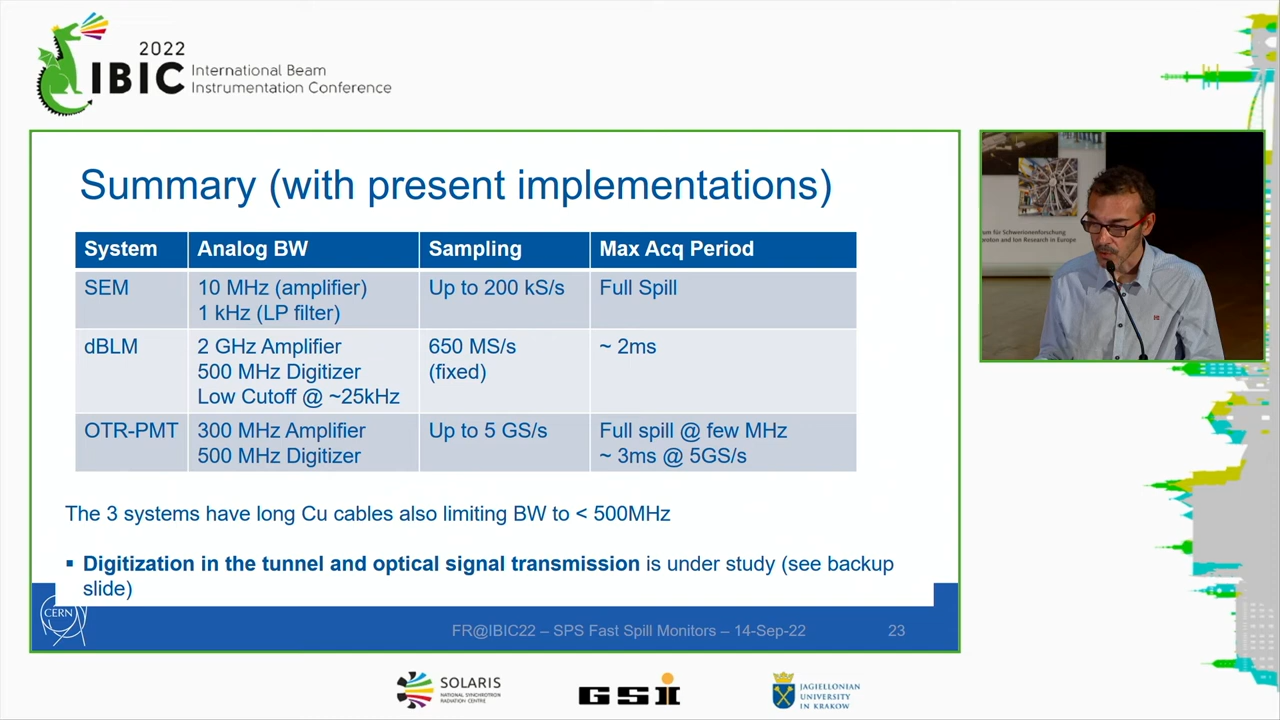 2022
IBIC International Beam
Instrumentation Conference
Summary (with present implementations)
System Analog BW Sampling Max Acq Period
SEM 10 MHz (amplifier) Up to 200 kS/s Full Spill
1 kHz (LP filter)
dBLM 2 GHz Amplifier 650 MS/s ~ 2ms
500 MHz Digitizer (fixed)
Low Cutoff @ ~25kHz
OTR-PMT 300 MHz Amplifier Up to 5 GS/s Full spill @ few MHz
500 MHz Digitizer ~ 3ms @ 5GS/s
The 3 systems have long Cu cables also limiting BW to < 500MHz
▪ Digitization in the tunnel and optical signal transmission is under study (see backup
slide)
CERN
FR@IBIC22 – SPS Fast Spill Monitors – 14-Sep-22 23
SOLARIS
NATIONAL SYNCHROTRON
RADIATION CENTRE
GSI
JAGIELLONIAN
UNIVERSITY
IN KRAKOW